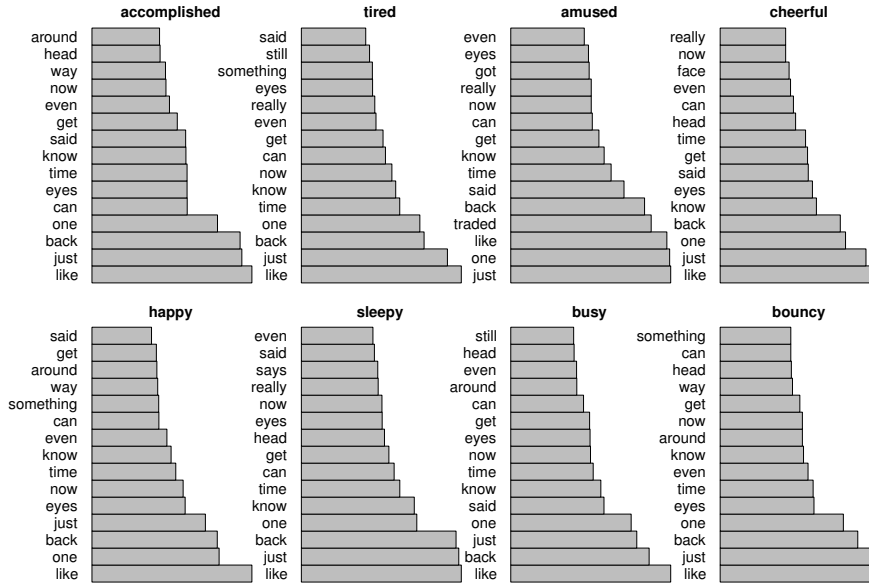 accomplished
around
head
way
now
even
get
said
know
time
eyes
can
one
back
just
like
tired
said
still
something
eyes
really
even
get
can
now
know
time
one
back
just
like
amused
even
eyes
got
really
now
can
get
know
time
said
back
traded
like
one
just
cheerful
really
now
face
even
can
head
time
get
said
eyes
know
back
one
just
like
happy
said
get
around
way
something
can
even
know
time
now
eyes
just
back
one
like
sleepy
even
said
says
really
now
eyes
head
get
can
time
know
one
back
just
like
busy
still
head
even
around
can
get
eyes
now
time
know
said
one
just
back
like
bouncy
something
can
head
way
get
now
around
know
even
time
eyes
one
back
just
like